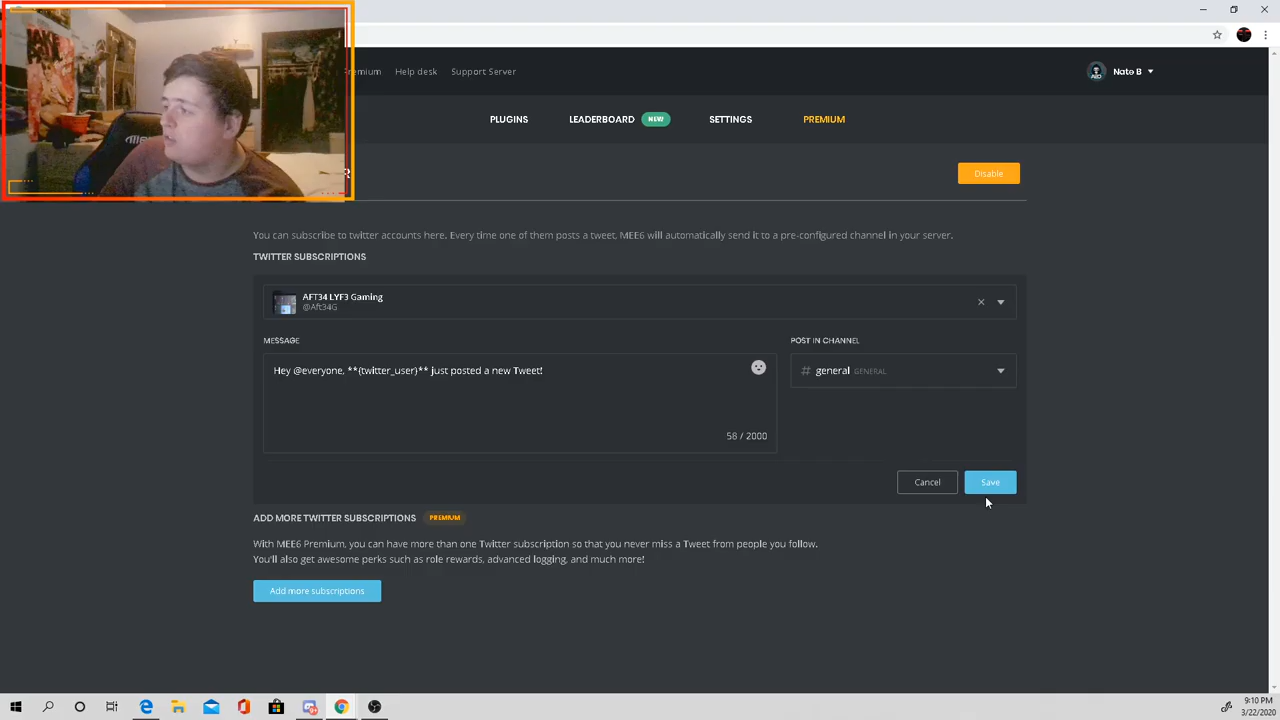 Premium Help desk Support Server
Nate B
PLUGINS LEADERBOARD NEW SETTINGS PREMIUM
R
Disable
You can subscribe to twitter accounts here. Every time one of them posts a tweet, MEE6 will automatically send it to a pre-configured channel in your server.
TWITTER SUBSCRIPTIONS
AFT34 LYF3 Gaming
@Aft34G
MESSAGE
POST IN CHANNEL
Hey @everyone, **{twitter_user}** just posted a new Tweet!
# general GENERAL
56 / 2000
Cancel Save
ADD MORE TWITTER SUBSCRIPTIONS PREMIUM
With MEE6 Premium, you can have more than one Twitter subscription so that you never miss a Tweet from people you follow.
You'll also get awesome perks such as role rewards, advanced logging, and much more!
Add more subscriptions
9:10 PM
3/22/2020